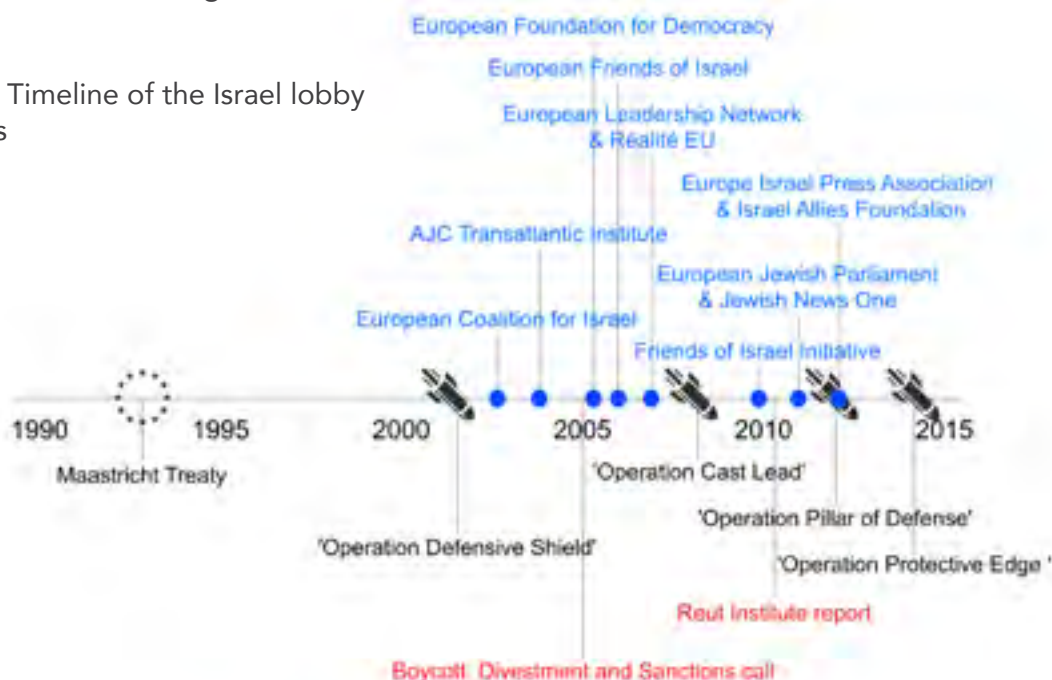 European Foundation for Democracy
Timeline of the Israel lobby
s
European Friends of Israel
European Leadership Network
& Réalité EU
Europe Israel Press Association
& Israel Allies Foundation
AJC Transatlantic Institute
European Jewish Parliament
& Jewish News One
European Coalition for Israel
Friends of Israel Initiative
1990 1995 2000 2005 2010 2015
Maastricht Treaty
'Operation Cast Lead'
'Operation Pillar of Defense'
'Operation Defensive Shield'
'Operation Protective Edge '
Reut Institute report
Boycott, Divestment and Sanctions call